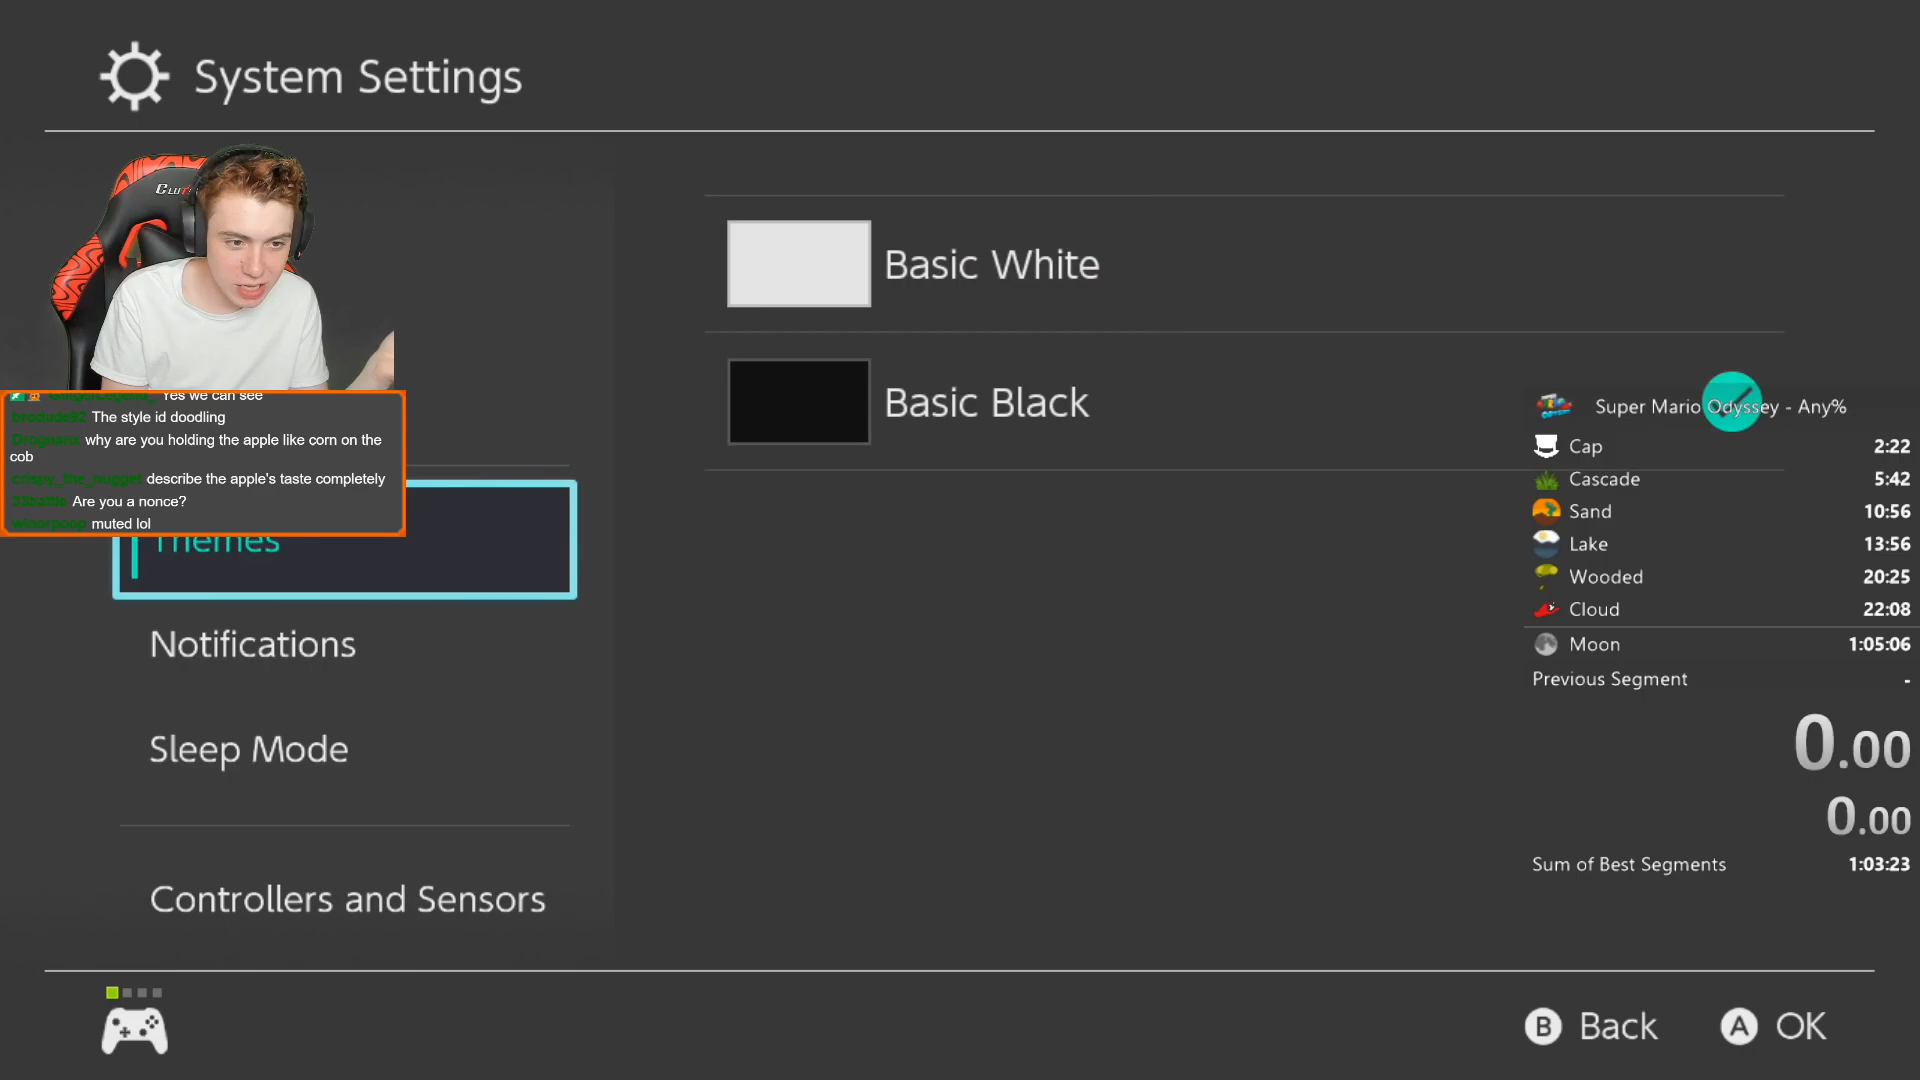 System Settings
Basic White
Basic Black
Yes we can see
brodude92 The style id doodling
why are you holding the apple like corn on the
cob
crispy_the_nugget describe the apple's taste completely
Are you a nonce?
muted lol
Themes
Notifications
Sleep Mode
Controllers and Sensors
Super Mario Odyssey - Any%
Cap 2:22
Cascade 5:42
Sand 10:56
Lake 13:56
Wooded 20:25
Cloud 22:08
Moon 1:05:06
Previous Segment -
0.00
0.00
Sum of Best Segments 1:03:23
B Back A OK